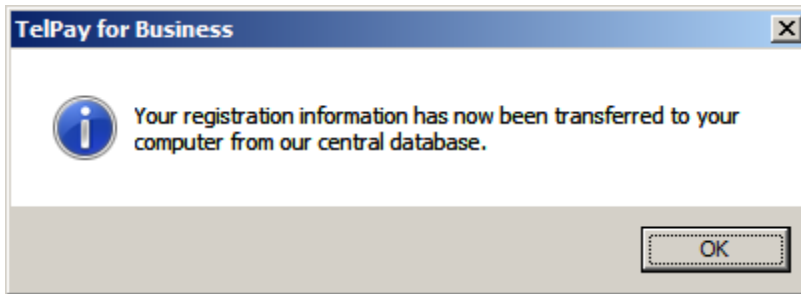 TelPay for Business
Your registration information has now been transferred to your
computer from our central database.
OK